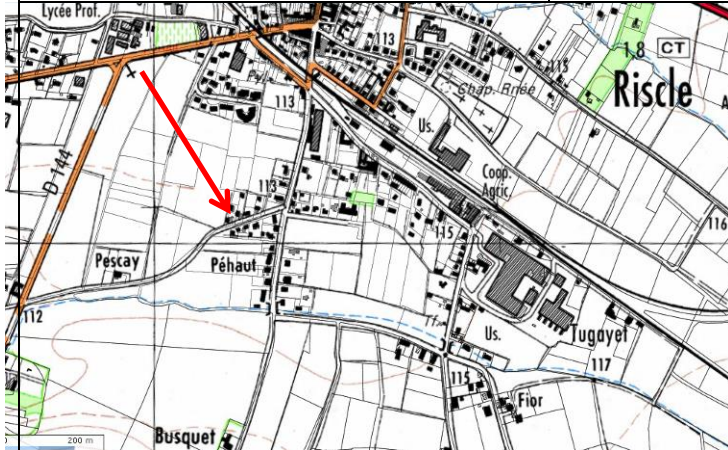 Lycée Prof.
113
1.8 CT
Riscle
115
Chap. Rnée
113
Us.
D 144
Coop.
Agric.
113
116
115
Pescay
Péhaut
112
Us.
Tugayet
117
115
Fior
Busquet
200 m